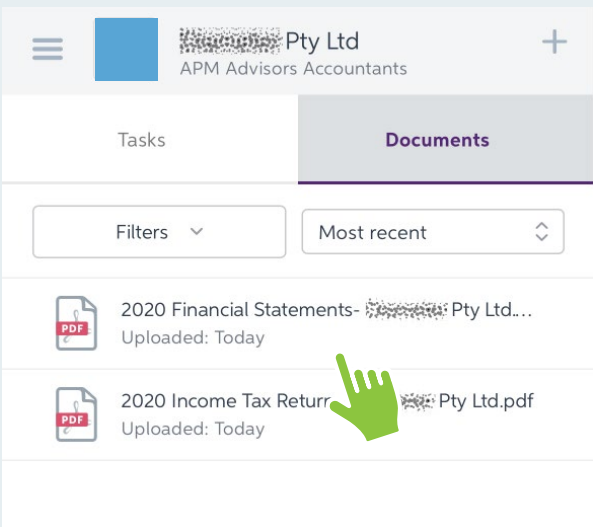 Pty Ltd
APM Advisors Accountants
Tasks
Documents
Filters
Most recent
PDF
2020 Financial Statements- Pty Ltd....
Uploaded: Today
PDF
2020 Income Tax Pty Ltd.pdf
Uploaded: Today